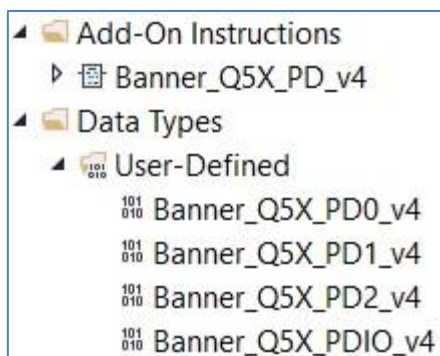 Add-On Instructions
Banner_Q5X_PD_v4
Data Types
User-Defined
Banner_Q5X_PD0_v4
Banner_Q5X_PD1_v4
Banner_Q5X_PD2_v4
Banner_Q5X_PDIO_v4